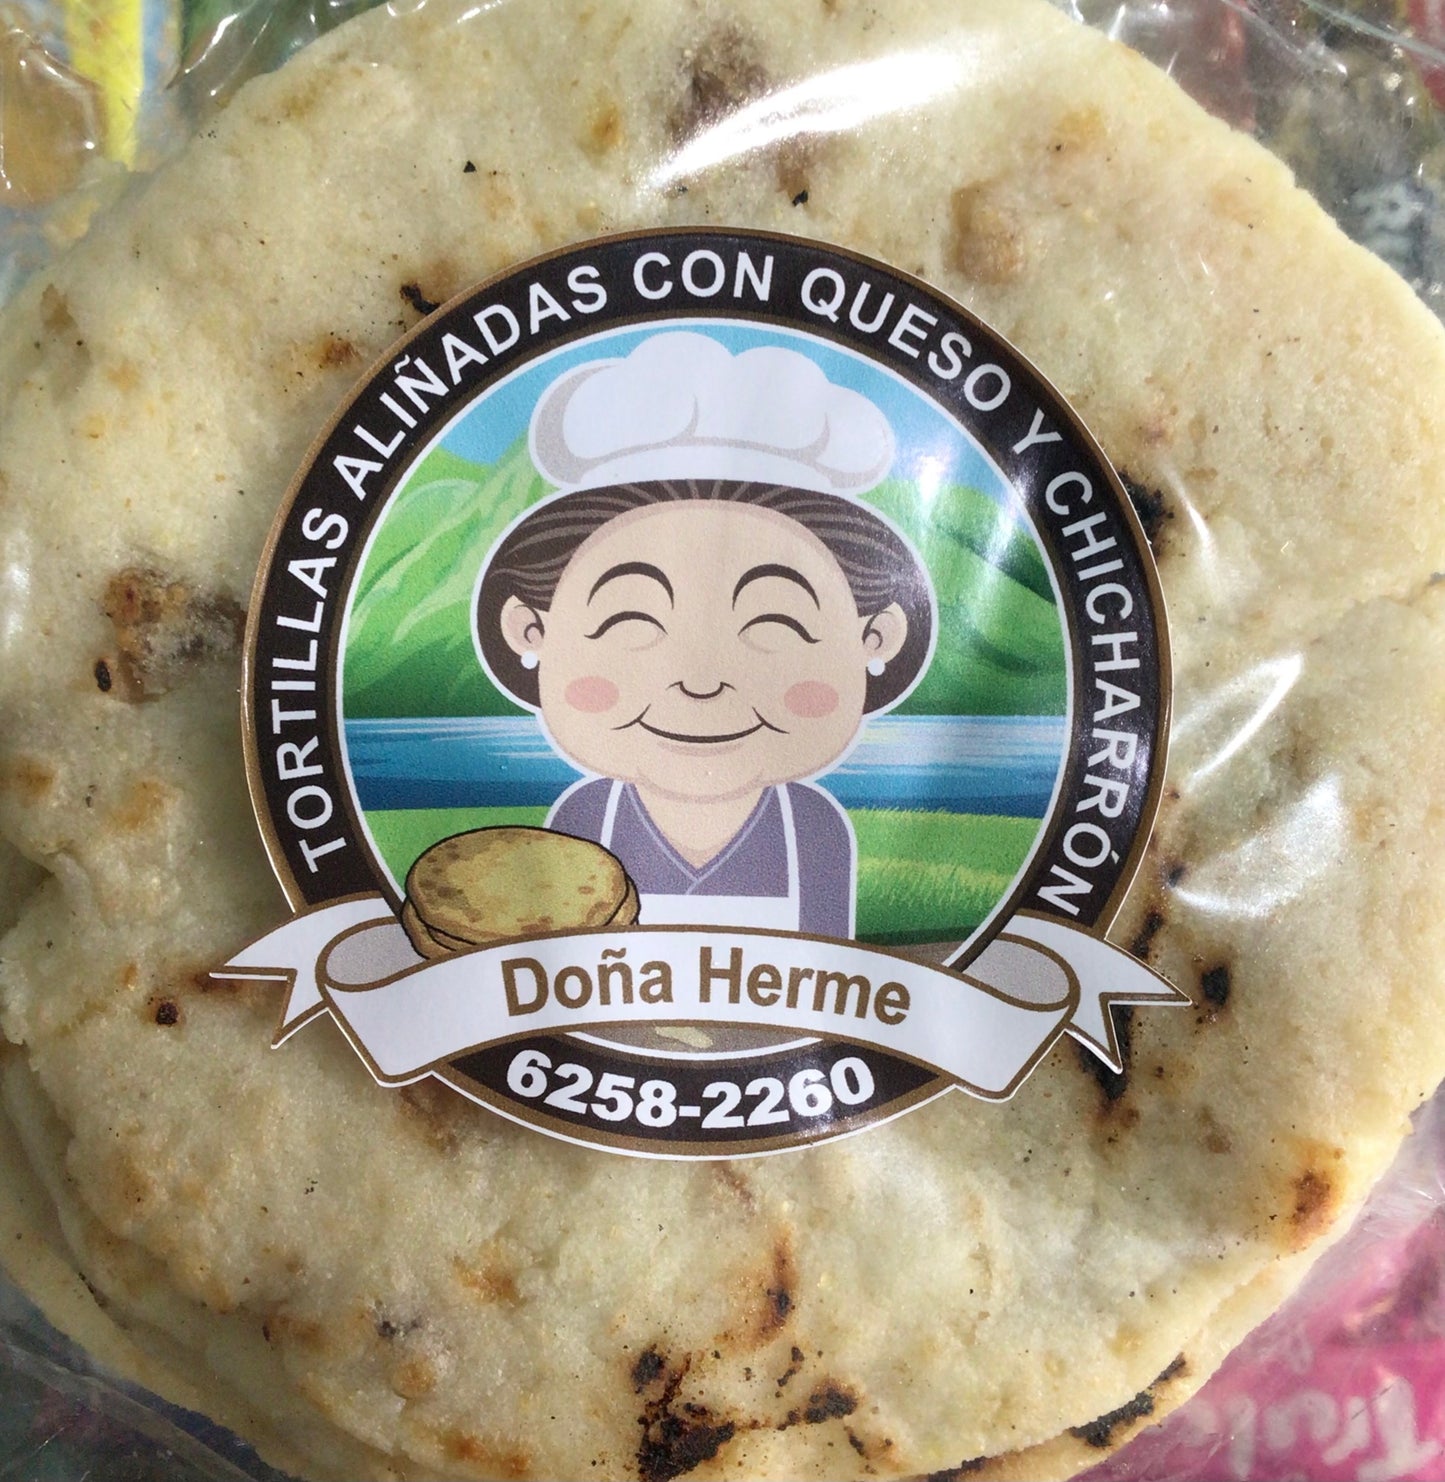 TORTILLAS ALIÑADAS CON QUESO Y CHICHARRÓN
Doña Herme
6258-2260